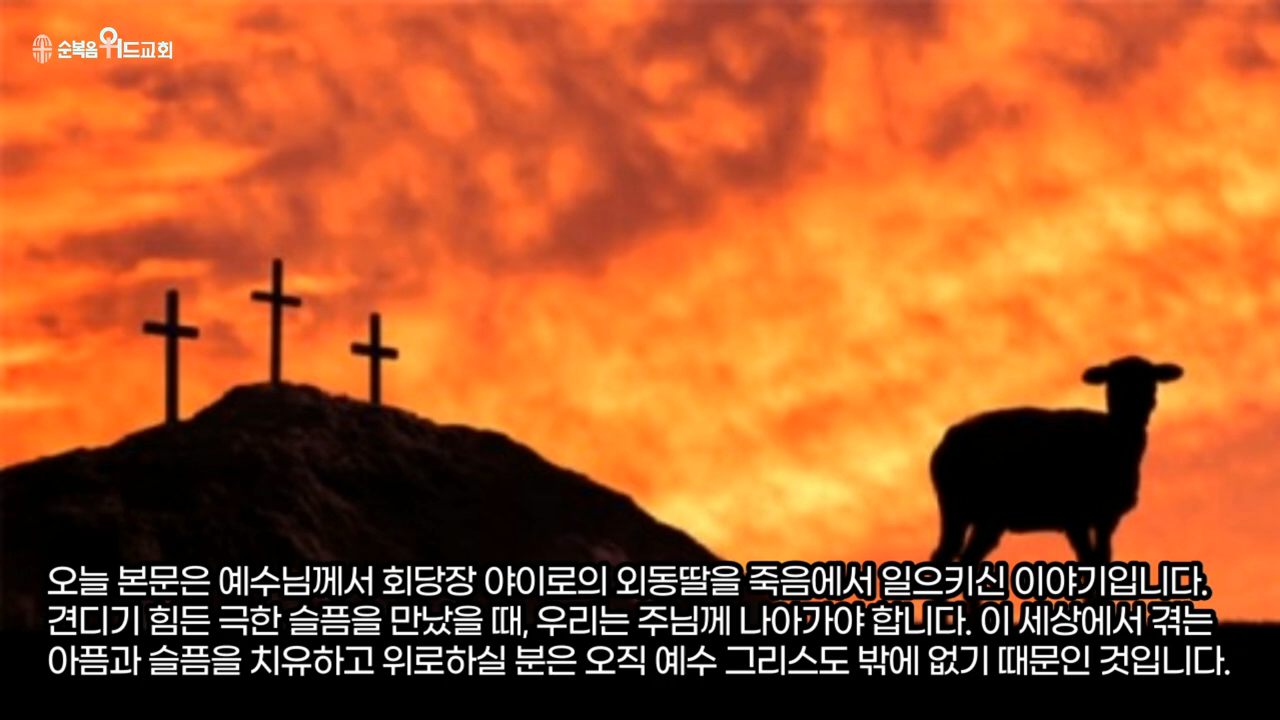 순복음위드교회
오늘 본문은 예수님께서 회당장 야이로의 외동딸을 죽음에서 일으키신 이야기입니다.
견디기 힘든 극한 슬픔을 만났을 때, 우리는 주님께 나아가야 합니다. 이 세상에서 겪는
아픔과 슬픔을 치유하고 위로하실 분은 오직 예수 그리스도 밖에 없기 때문인 것입니다.